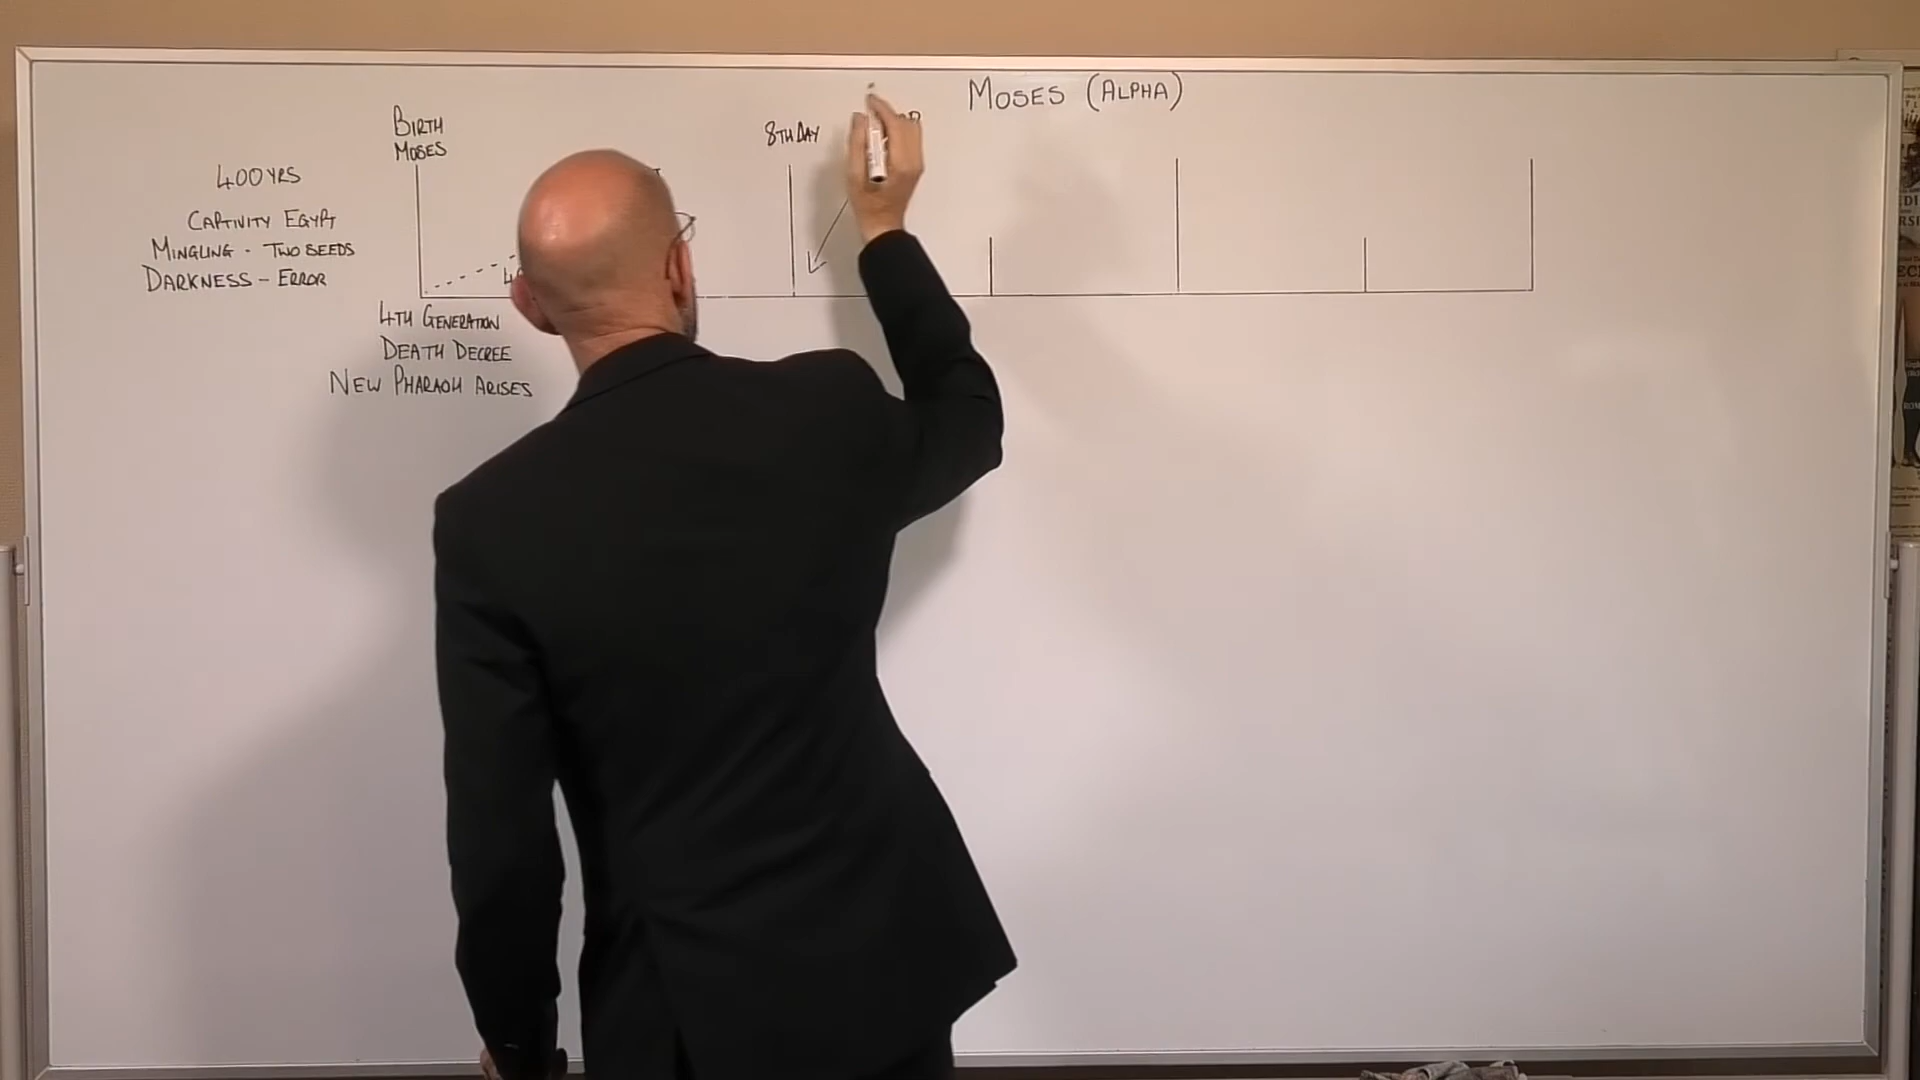 MOSES (ALPHA)
BIRTH
MOSES
8TH DAY
400 YRS
CAPTIVITY EGYPT
MINGLING - TWO SEEDS
DARKNESS - ERROR
4TH GENERATION
DEATH DECREE
NEW PHARAOH ARISES